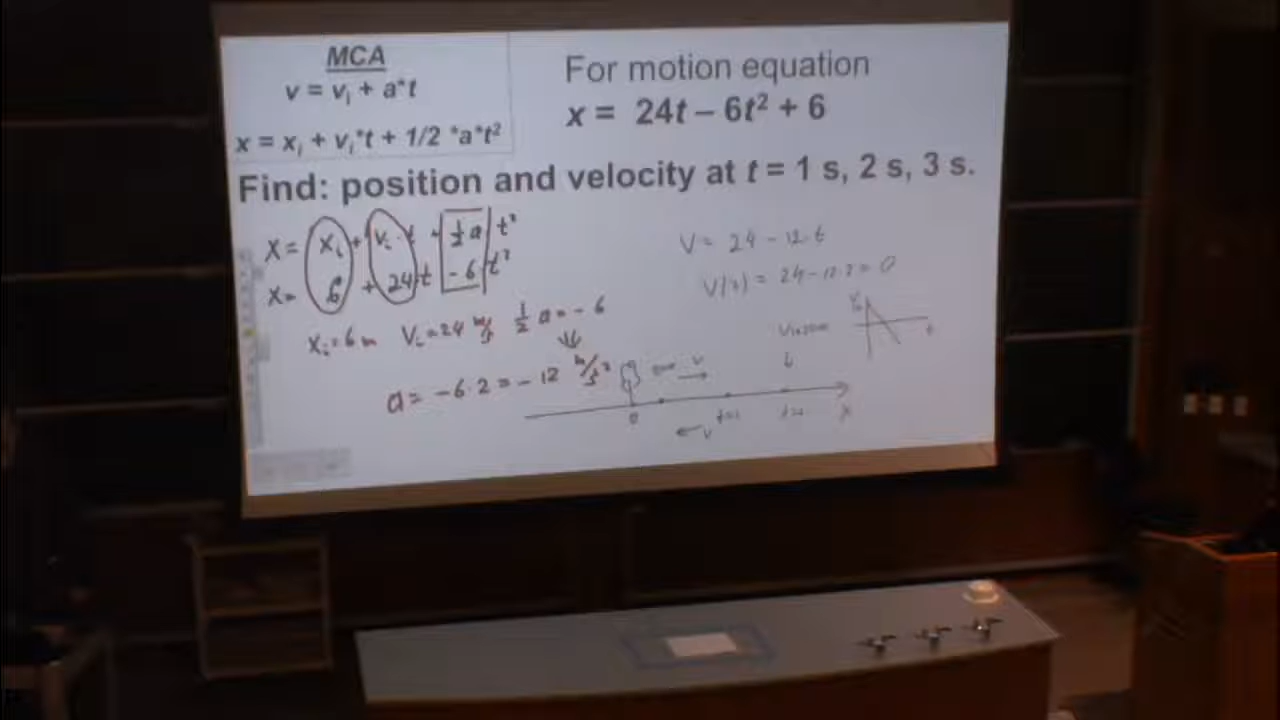 MCA
v = vᵢ + a*t
x = xᵢ + vᵢ*t + 1/2 *a*t²
For motion equation
x = 24t – 6t² + 6
Find: position and velocity at t = 1 s, 2 s, 3 s.
x = xᵢ + vᵢ · t + ½ a t²
x = 6 + 24 t - 6 t²
xᵢ = 6 m vᵢ = 24 m/s ½ a = - 6
a = -6·2 = -12 m/s²
v = 24 - 12·t
v(2) = 24 - 12·2 = 0
v
0
v
t=1
t=2
x
t